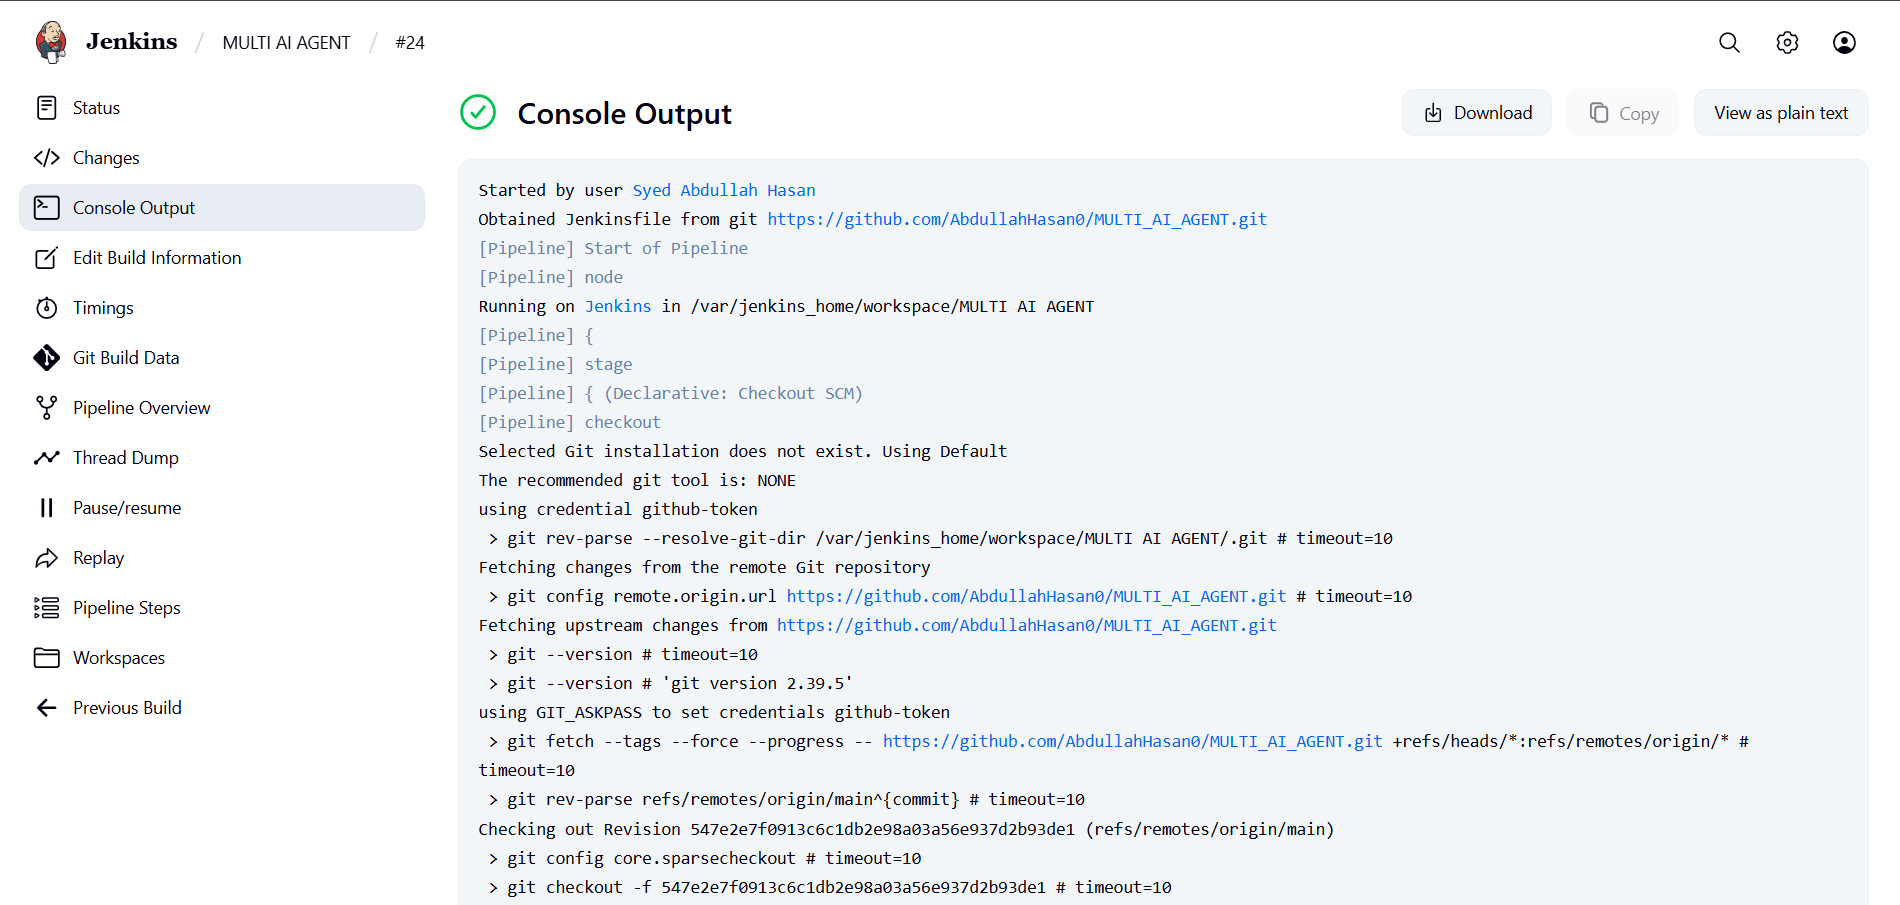 Jenkins / MULTI AI AGENT / #24
Status
Changes
Console Output
Edit Build Information
Timings
Git Build Data
Pipeline Overview
Thread Dump
Pause/resume
Replay
Pipeline Steps
Workspaces
Previous Build
Console Output
Download
Copy
View as plain text
Started by user Syed Abdullah Hasan
Obtained Jenkinsfile from git https://github.com/AbdullahHasan0/MULTI_AI_AGENT.git
[Pipeline] Start of Pipeline
[Pipeline] node
Running on Jenkins in /var/jenkins_home/workspace/MULTI AI AGENT
[Pipeline] {
[Pipeline] stage
[Pipeline] { (Declarative: Checkout SCM)
[Pipeline] checkout
Selected Git installation does not exist. Using Default
The recommended git tool is: NONE
using credential github-token
> git rev-parse --resolve-git-dir /var/jenkins_home/workspace/MULTI AI AGENT/.git # timeout=10
Fetching changes from the remote Git repository
> git config remote.origin.url https://github.com/AbdullahHasan0/MULTI_AI_AGENT.git # timeout=10
Fetching upstream changes from https://github.com/AbdullahHasan0/MULTI_AI_AGENT.git
> git --version # timeout=10
> git --version # 'git version 2.39.5'
using GIT_ASKPASS to set credentials github-token
> git fetch --tags --force --progress -- https://github.com/AbdullahHasan0/MULTI_AI_AGENT.git +refs/heads/*:refs/remotes/origin/* #
timeout=10
> git rev-parse refs/remotes/origin/main^{commit} # timeout=10
Checking out Revision 547e2e7f0913c6c1db2e98a03a56e937d2b93de1 (refs/remotes/origin/main)
> git config core.sparsecheckout # timeout=10
> git checkout -f 547e2e7f0913c6c1db2e98a03a56e937d2b93de1 # timeout=10